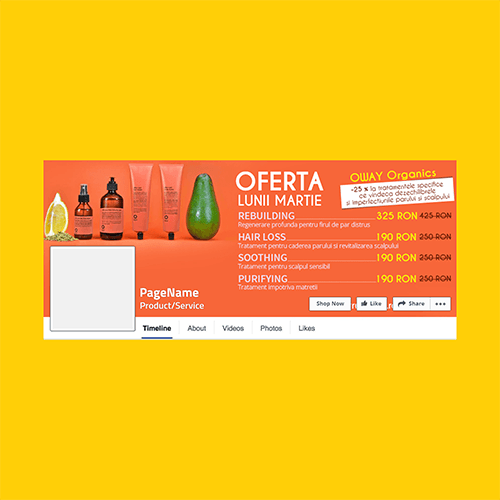 OFERTA
LUNII MARTIE
OWAY Organics
-25 % la tratamentele specifice
ce vindeca dezechilibrele
si imperfectiunile parului si scalpului
REBUILDING 325 RON 425 RON
Regenerare profunda pentru firul de par distrus
HAIR LOSS 190 RON 250 RON
Tratament pentru caderea parului si revitalizarea scalpului
SOOTHING 190 RON 250 RON
Tratament pentru scalpul sensibil
PURIFYING 190 RON 250 RON
Tratament impotriva matretii
PageName
Product/Service
Shop Now Like Share
Timeline About Videos Photos Likes